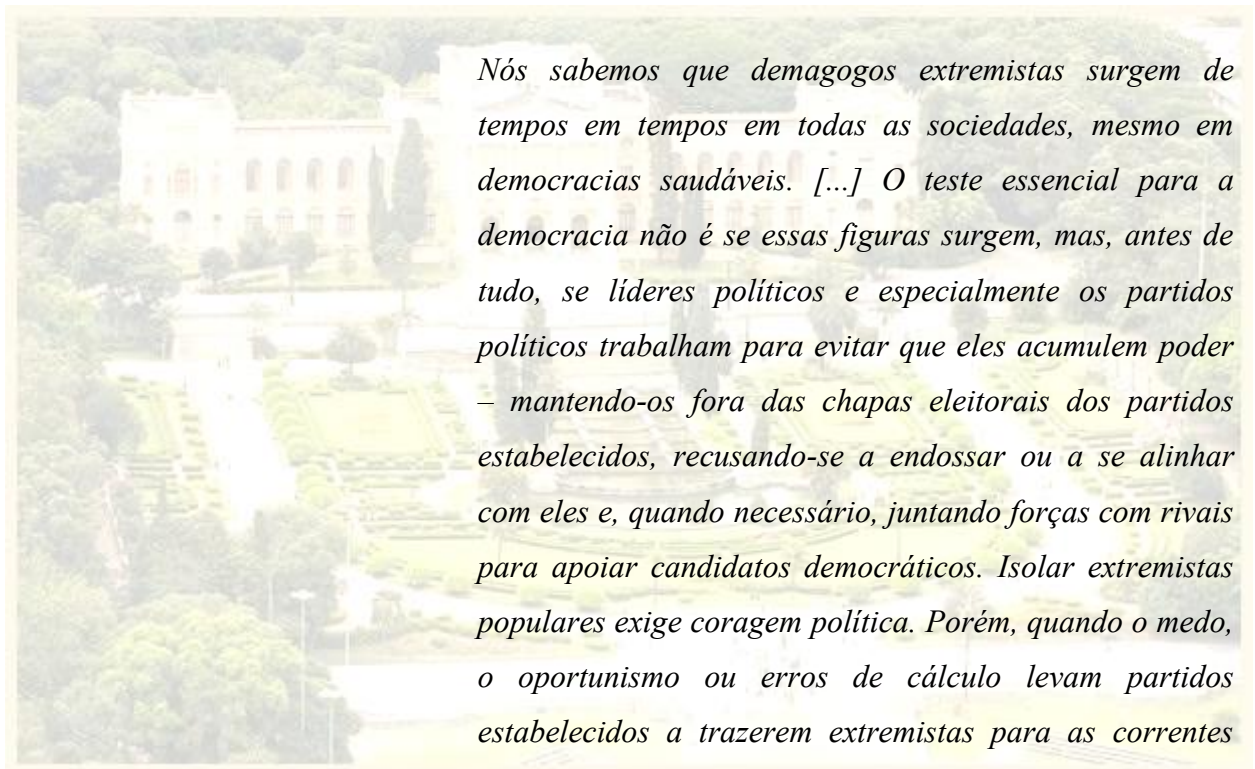 Nós sabemos que demagogos extremistas surgem de
tempos em tempos em todas as sociedades, mesmo em
democracias saudáveis. [...] O teste essencial para a
democracia não é se essas figuras surgem, mas, antes de
tudo, se líderes políticos e especialmente os partidos
políticos trabalham para evitar que eles acumulem poder
– mantendo-os fora das chapas eleitorais dos partidos
estabelecidos, recusando-se a endossar ou a se alinhar
com eles e, quando necessário, juntando forças com rivais
para apoiar candidatos democráticos. Isolar extremistas
populares exige coragem política. Porém, quando o medo,
o oportunismo ou erros de cálculo levam partidos
estabelecidos a trazerem extremistas para as correntes